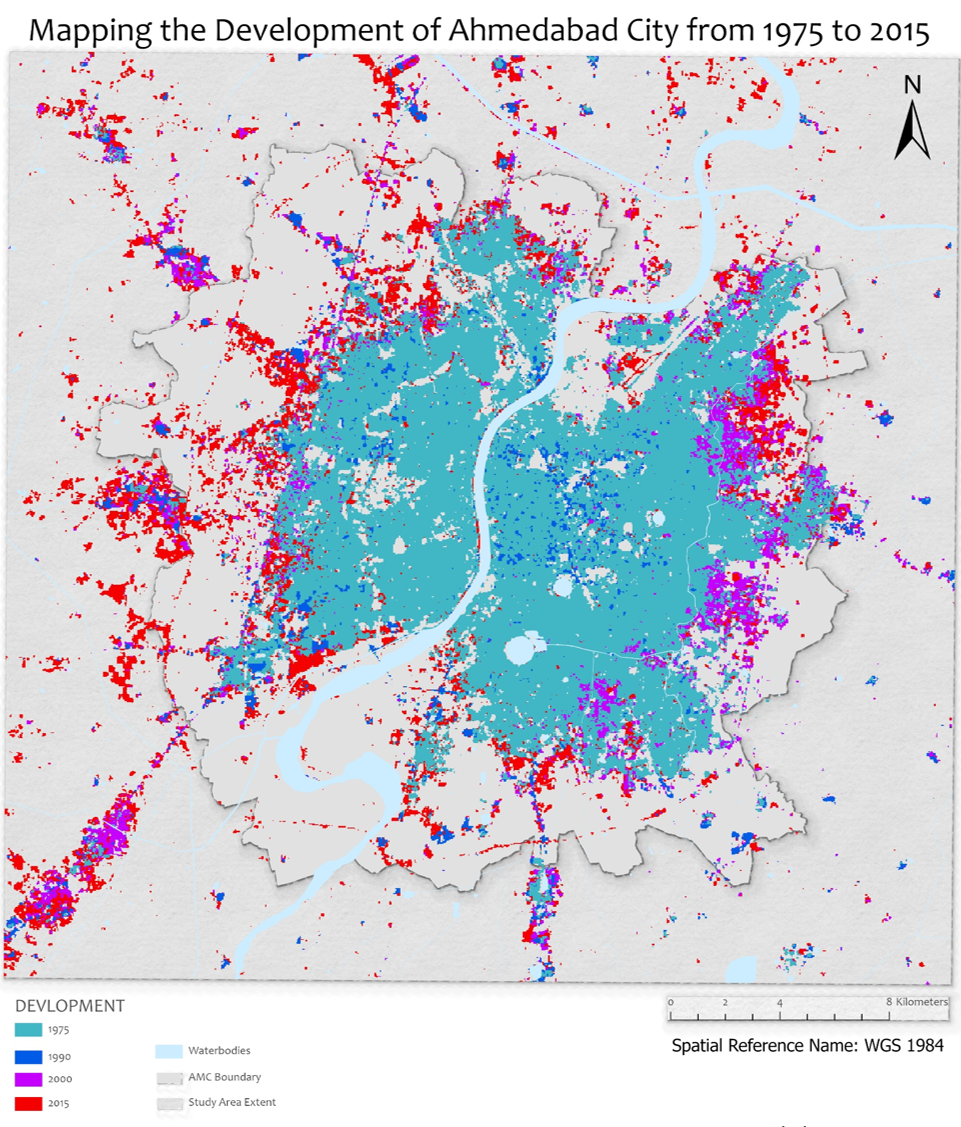 Mapping the Development of Ahmedabad City from 1975 to 2015
N
DEVLOPMENT
1975
1990
2000
2015
Waterbodies
AMC Boundary
Study Area Extent
0 2 4 8 Kilometers
Spatial Reference Name: WGS 1984